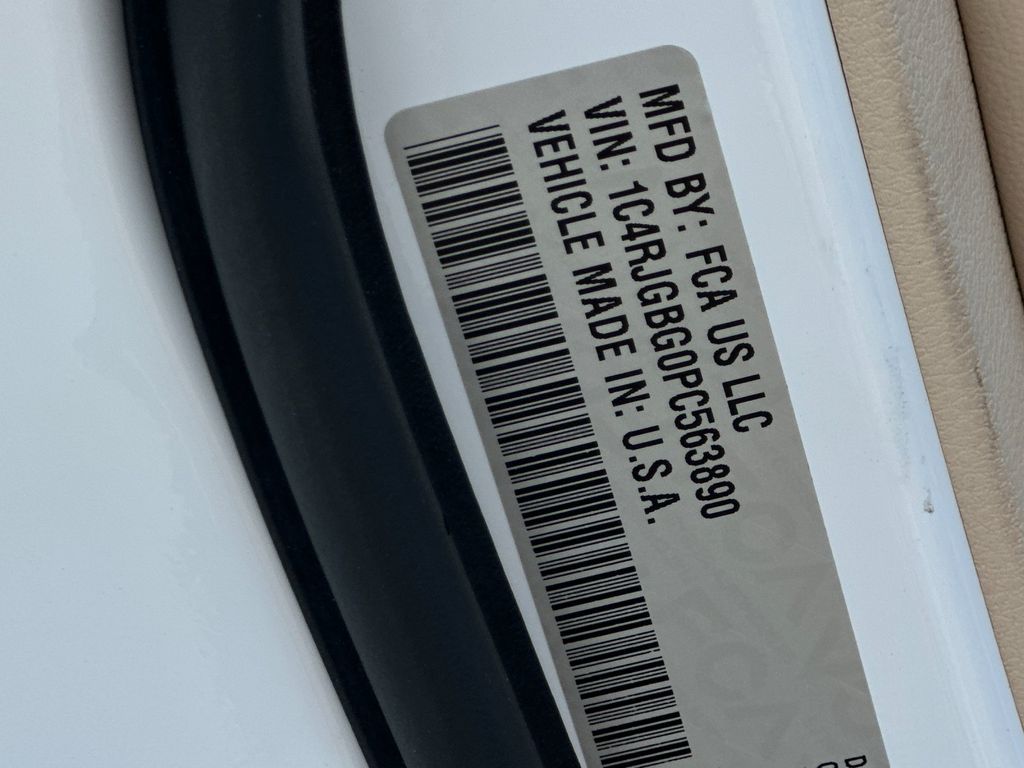 MFD BY: FCA US LLC
VIN: 1C4RJGBG0PC563890
VEHICLE MADE IN: U.S.A.